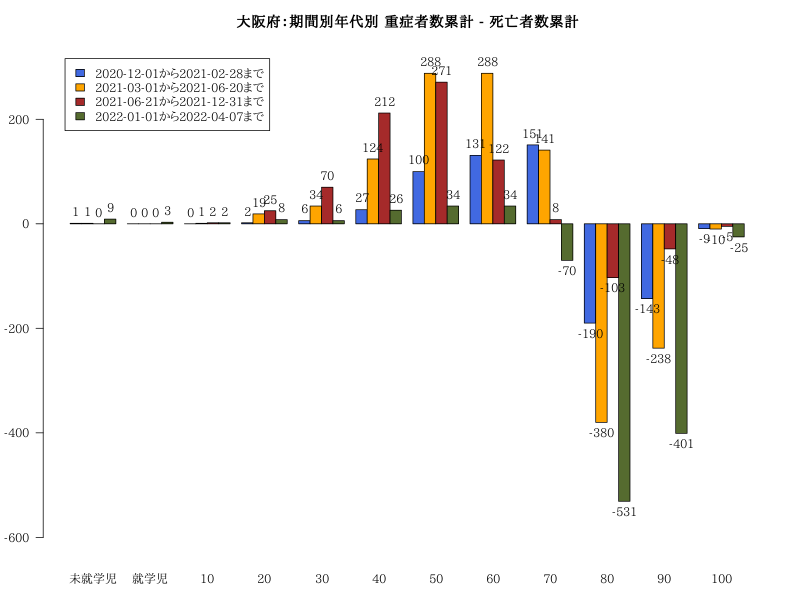 大阪府：期間別年代別 重症者数累計 - 死亡者数累計
2020-12-01から2021-02-28まで
2021-03-01から2021-06-20まで
2021-06-21から2021-12-31まで
2022-01-01から2022-04-07まで
200
0
-200
-400
-600
1 1 0 9
0 0 0 3
0 1 2 2
2 19 25 8
6 34 70 6
27 124 212 26
100 288 271 34
131 288 122 34
151 141 8 -70
-190 -380 -103 -531
-143 -238 -48 -401
-9 -10 -5 -25
未就学児 就学児 10 20 30 40 50 60 70 80 90 100